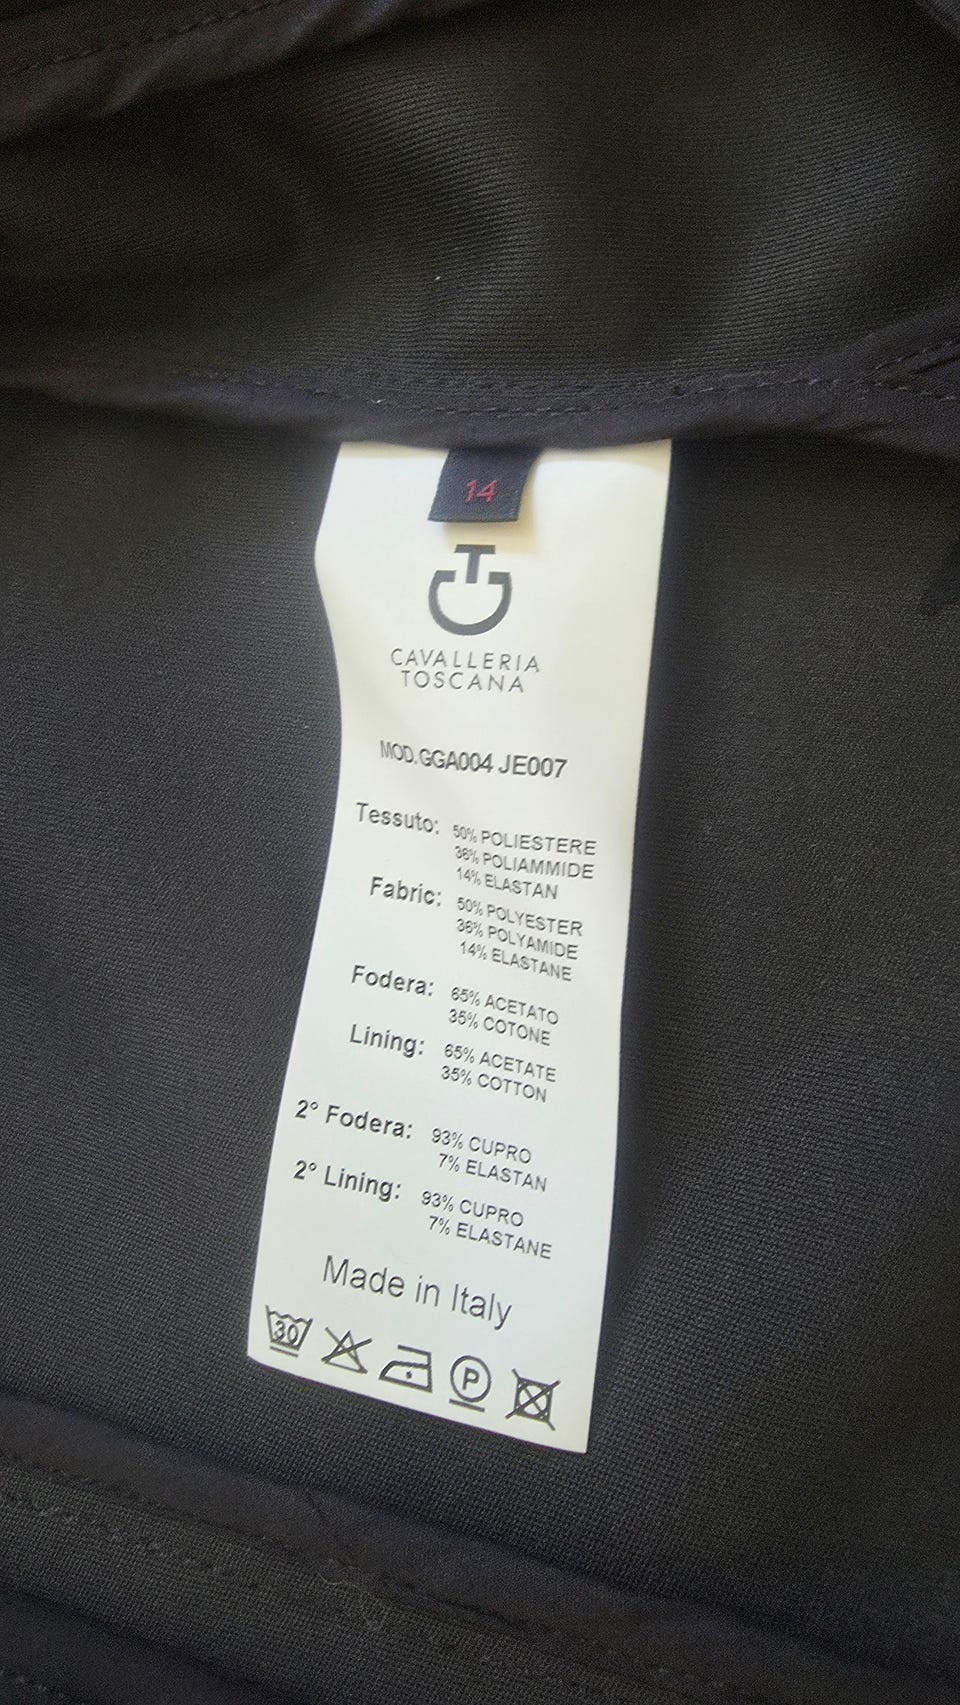 14
CAVALLERIA
TOSCANA
MOD.GGA004 JE007
Tessuto: 50% POLIESTERE
36% POLIAMMIDE
14% ELASTAN
Fabric: 50% POLYESTER
36% POLYAMIDE
14% ELASTANE
Fodera: 65% ACETATO
35% COTONE
Lining: 65% ACETATE
35% COTTON
2° Fodera: 93% CUPRO
7% ELASTAN
2° Lining: 93% CUPRO
7% ELASTANE
Made in Italy
30 P